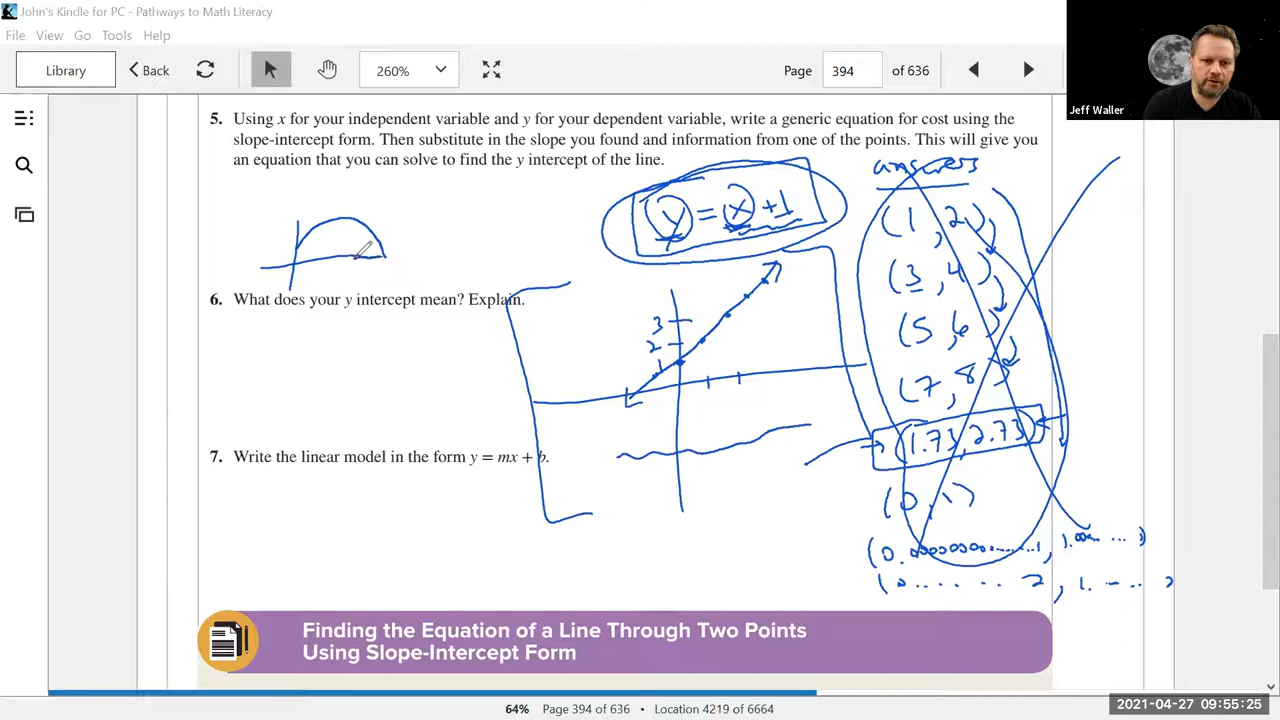 John's Kindle for PC - Pathways to Math Literacy
File View Go Tools Help
Library
Back
260%
Page 394 of 636
Jeff Waller
5. Using x for your independent variable and y for your dependent variable, write a generic equation for cost using the
slope-intercept form. Then substitute in the slope you found and information from one of the points. This will give you
an equation that you can solve to find the y intercept of the line.
answers
y = x + 1
(1, 2)
(3, 4)
(5, 6)
(7, 8)
(1.73, 2.73)
(0, 1)
3
2
1
6. What does your y intercept mean? Explain.
7. Write the linear model in the form y = mx + b.
Finding the Equation of a Line Through Two Points
Using Slope-Intercept Form
64% Page 394 of 636 • Location 4219 of 6664
2021-04-27 09:55:25